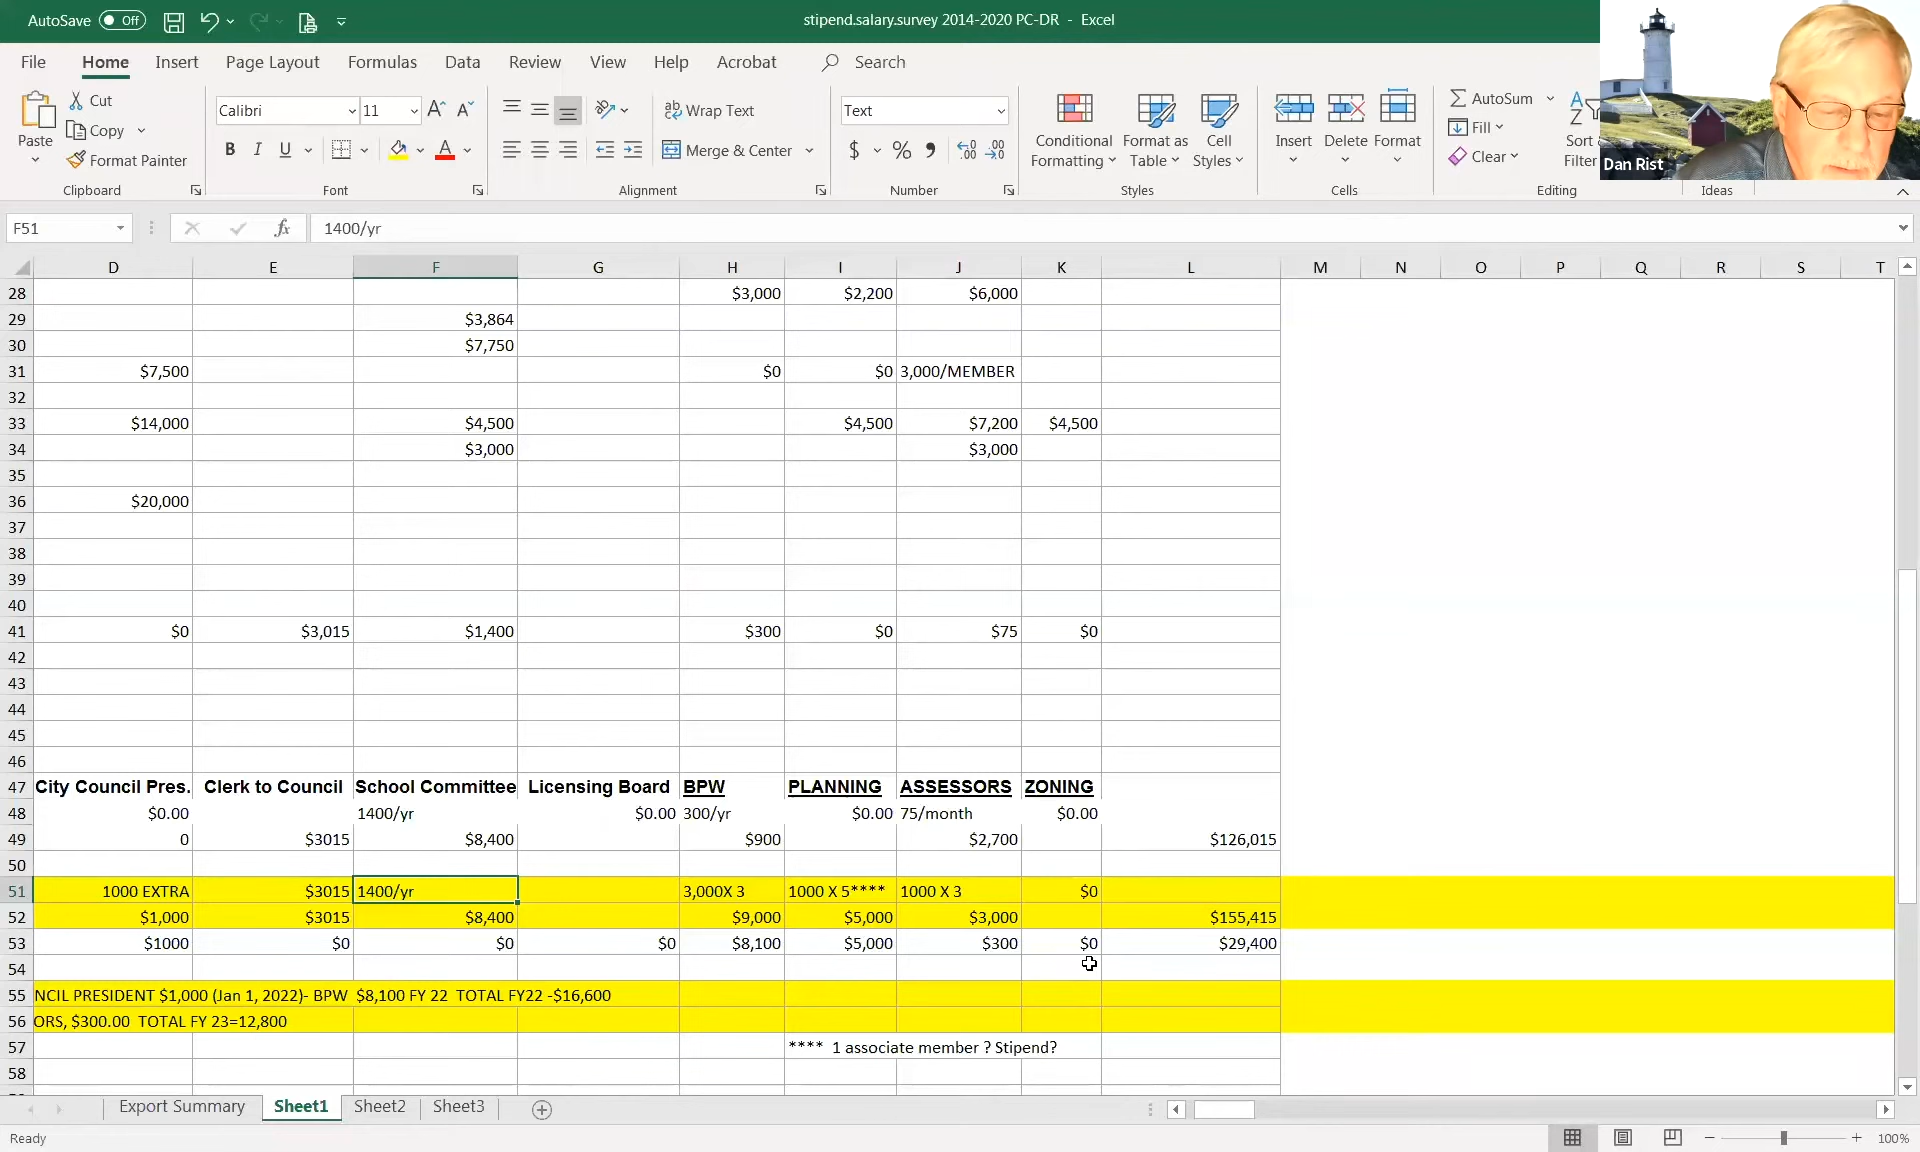 AutoSave Off stipend.salary.survey 2014-2020 PC-DR - Excel
File Home Insert Page Layout Formulas Data Review View Help Acrobat Search
Paste
Cut
Copy
Format Painter
Clipboard
Calibri 11
B I U A
Font
Wrap Text
Merge & Center
Alignment
Text
$ % ,
Number
Conditional Formatting
Format as Table
Cell Styles
Styles
Insert Delete Format
Cells
AutoSum
Fill
Clear
Sort
Filter
Editing
Ideas
Dan Rist
F51 fx 1400/yr
D E F G H I J K L M N O P Q R S T
28 $3,000 $2,200 $6,000
29 $3,864
30 $7,750
31 $7,500 $0 $0 3,000/MEMBER
32
33 $14,000 $4,500 $4,500 $7,200 $4,500
34 $3,000 $3,000
35
36 $20,000
37
38
39
40
41 $0 $3,015 $1,400 $300 $0 $75 $0
42
43
44
45
46
47 City Council Pres. Clerk to Council School Committee Licensing Board BPW PLANNING ASSESSORS ZONING
48 $0.00 1400/yr $0.00 300/yr $0.00 75/month $0.00
49 0 $3015 $8,400 $900 $2,700 $126,015
50
51 1000 EXTRA $3015 1400/yr 3,000X 3 1000 X 5**** 1000 X 3 $0
52 $1,000 $3015 $8,400 $9,000 $5,000 $3,000 $155,415
53 $1000 $0 $0 $0 $8,100 $5,000 $300 $0 $29,400
54
55 NCIL PRESIDENT $1,000 (Jan 1, 2022)- BPW $8,100 FY 22 TOTAL FY22 -$16,600
56 ORS, $300.00 TOTAL FY 23=12,800
57 **** 1 associate member ? Stipend?
58
Export Summary Sheet1 Sheet2 Sheet3
Ready 100%